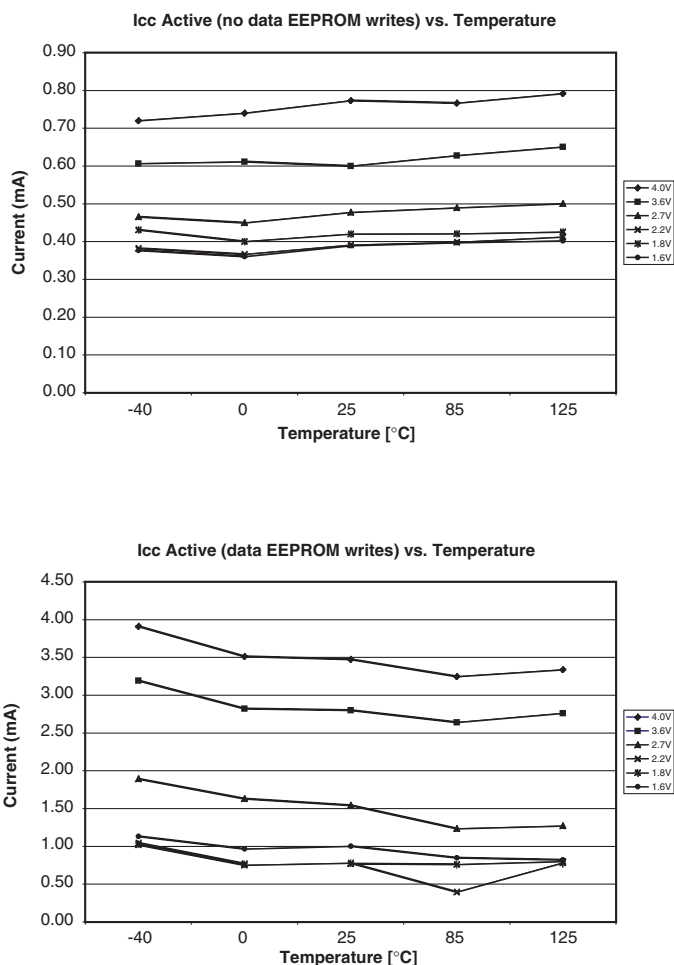 Icc Active (no data EEPROM writes) vs. Temperature
0.90
0.80
0.70
0.60
0.50
0.40
0.30
0.20
0.10
0.00
Current (mA)
-40 0 25 85 125
Temperature [°C]
4.0V
3.6V
2.7V
2.2V
1.8V
1.6V
Icc Active (data EEPROM writes) vs. Temperature
4.50
4.00
3.50
3.00
2.50
2.00
1.50
1.00
0.50
0.00
Current (mA)
-40 0 25 85 125
Temperature [°C]
4.0V
3.6V
2.7V
2.2V
1.8V
1.6V